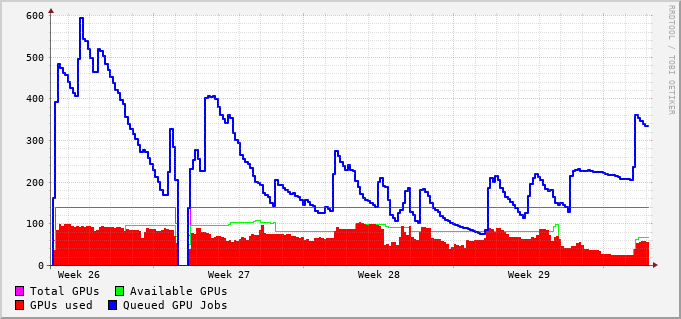 600
500
400
300
200
100
0
Week 26 Week 27 Week 28 Week 29
Total GPUs Available GPUs
GPUs used Queued GPU Jobs
RRDTOOL / TOBI OETIKER